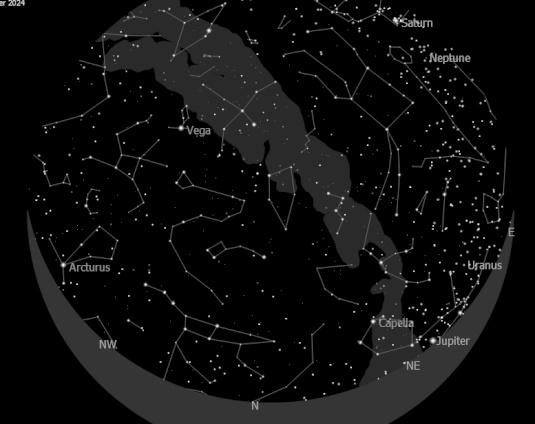 er 2024
Saturn
Neptune
Vega
E
Arcturus
Uranus
Capella
NW
Jupiter
NE
N